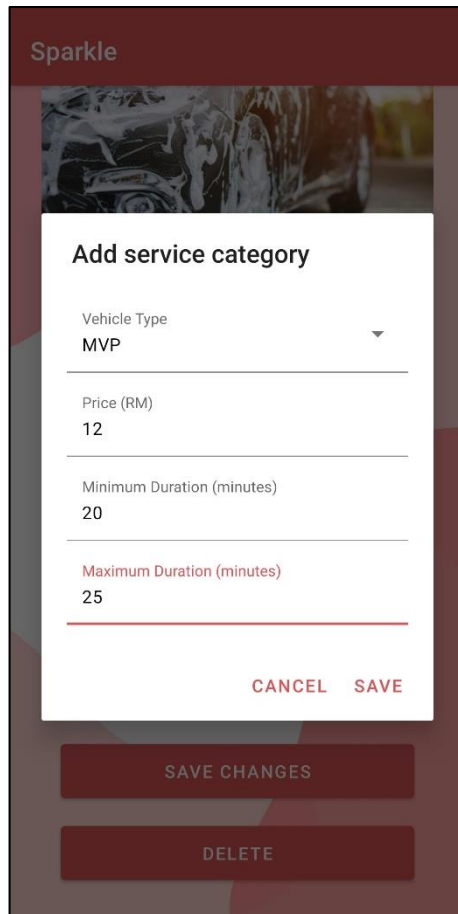 Sparkle
Add service category
Vehicle Type
MVP
Price (RM)
12
Minimum Duration (minutes)
20
Maximum Duration (minutes)
25
CANCEL SAVE
SAVE CHANGES
DELETE